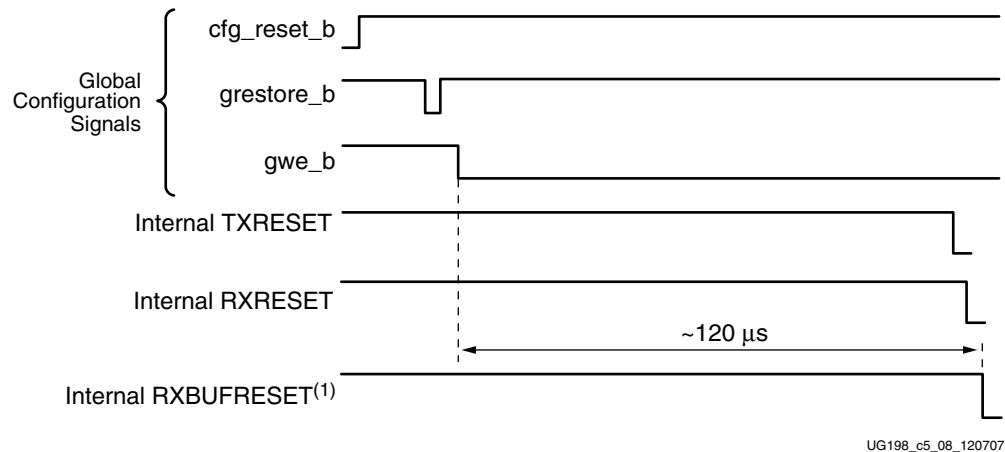 cfg_reset_b
Global
Configuration
Signals
grestore_b
gwe_b
Internal TXRESET
Internal RXRESET
~120 µs
Internal RXBUFRESET(1)
UG198_c5_08_120707